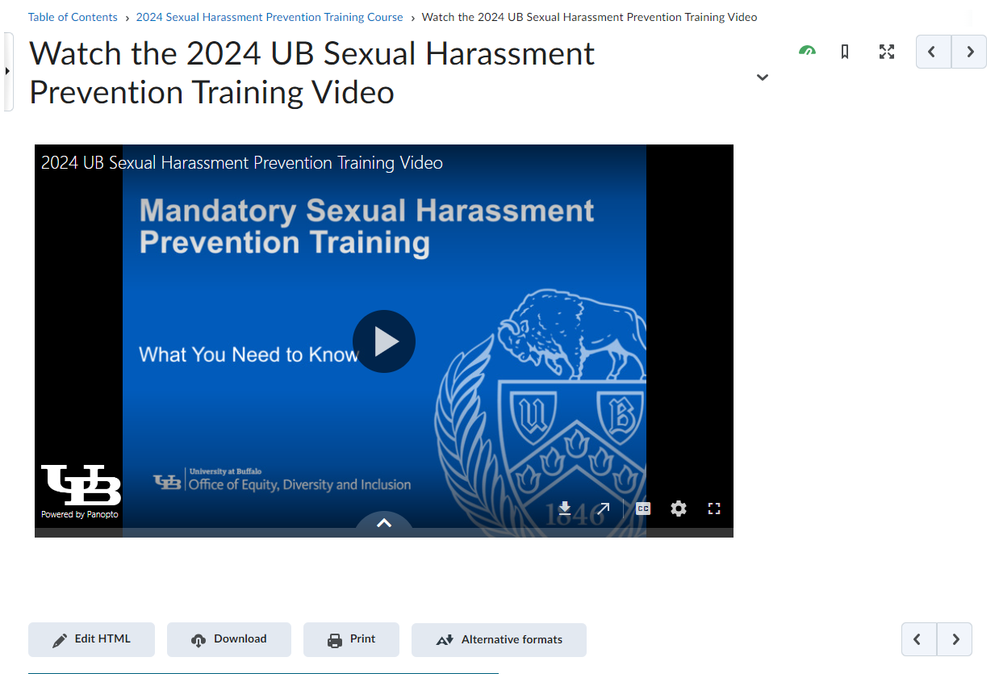 Table of Contents › 2024 Sexual Harassment Prevention Training Course › Watch the 2024 UB Sexual Harassment Prevention Training Video
Watch the 2024 UB Sexual Harassment
Prevention Training Video
2024 UB Sexual Harassment Prevention Training Video
Mandatory Sexual Harassment
Prevention Training
What You Need to Know
U B
University at Buffalo
UB Office of Equity, Diversity and Inclusion
UB
Powered by Panopto
1846
CC
Edit HTML
Download
Print
Alternative formats